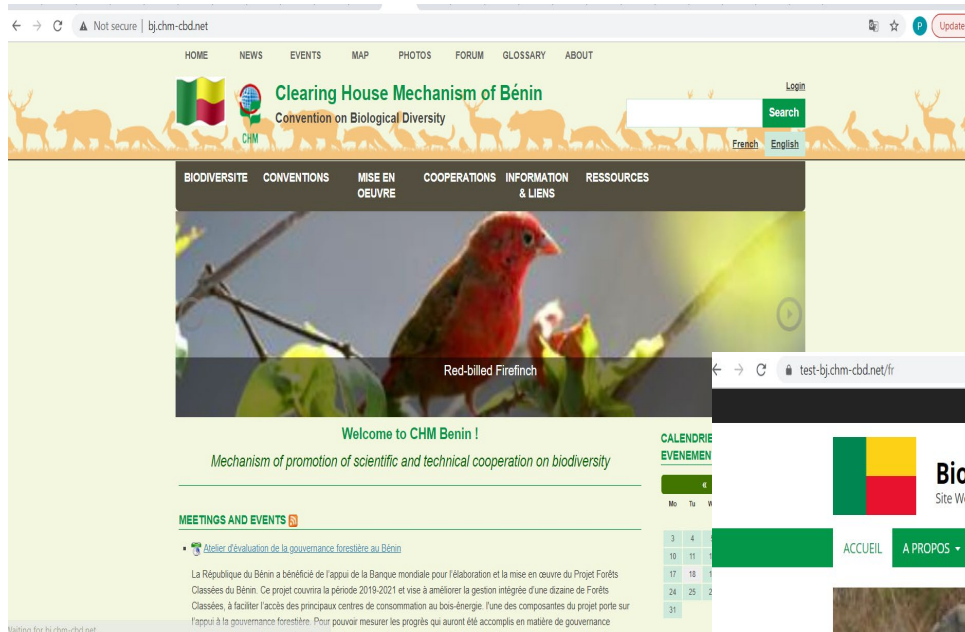 Not secure | bj.chm-cbd.net
P
Update
HOME NEWS EVENTS MAP PHOTOS FORUM GLOSSARY ABOUT
Login
Clearing House Mechanism of Bénin
Convention on Biological Diversity
CHM
Search
French English
BIODIVERSITE CONVENTIONS MISE EN OEUVRE COOPERATIONS INFORMATION & LIENS RESSOURCES
Red-billed Firefinch
test-bj.chm-cbd.net/fr
Welcome to CHM Benin !
Mechanism of promotion of scientific and technical cooperation on biodiversity
CALENDRIE
EVENEMEN
«
Mo Tu W
3 4
10 11 1
17 18 1
24 25 2
31
Bio
Site We
ACCUEIL A PROPOS
MEETINGS AND EVENTS
Atelier d'évaluation de la gouvernance forestière au Bénin
La République du Bénin a bénéficié de l'appui de la Banque mondiale pour l'élaboration et la mise en œuvre du Projet Forêts
Classées du Bénin. Ce projet couvrira la période 2019-2021 et vise à améliorer la gestion intégrée d'une dizaine de Forêts
Classées, à faciliter l'accès des principaux centres de consommation au bois-énergie. l'une des composantes du projet porte sur
l'appui à la gouvernance forestière. Pour pouvoir mesurer les progrès qui auront été accomplis en matière de gouvernance
Waiting for bj.chm-cbd.net